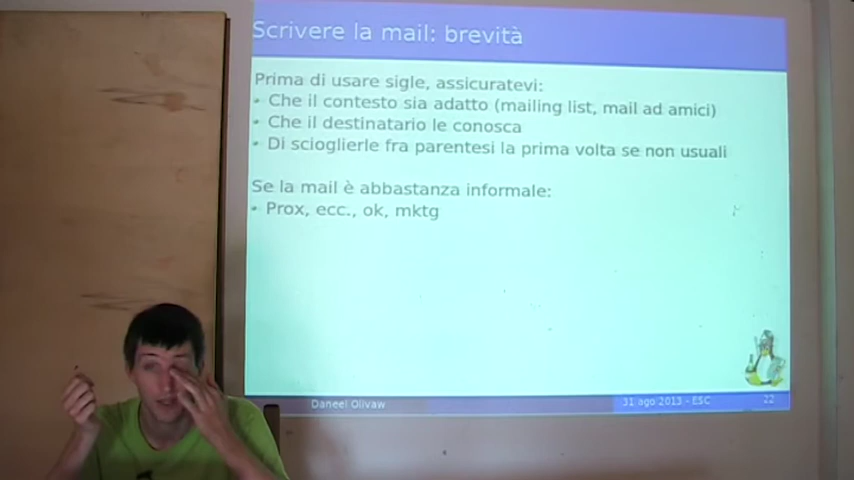 Scrivere la mail: brevità
Prima di usare sigle, assicuratevi:
• Che il contesto sia adatto (mailing list, mail ad amici)
• Che il destinatario le conosca
• Di scioglierle fra parentesi la prima volta se non usuali
Se la mail è abbastanza informale:
• Prox, ecc., ok, mktg
Daneel Olivaw
31 ago 2013 - ESC
22